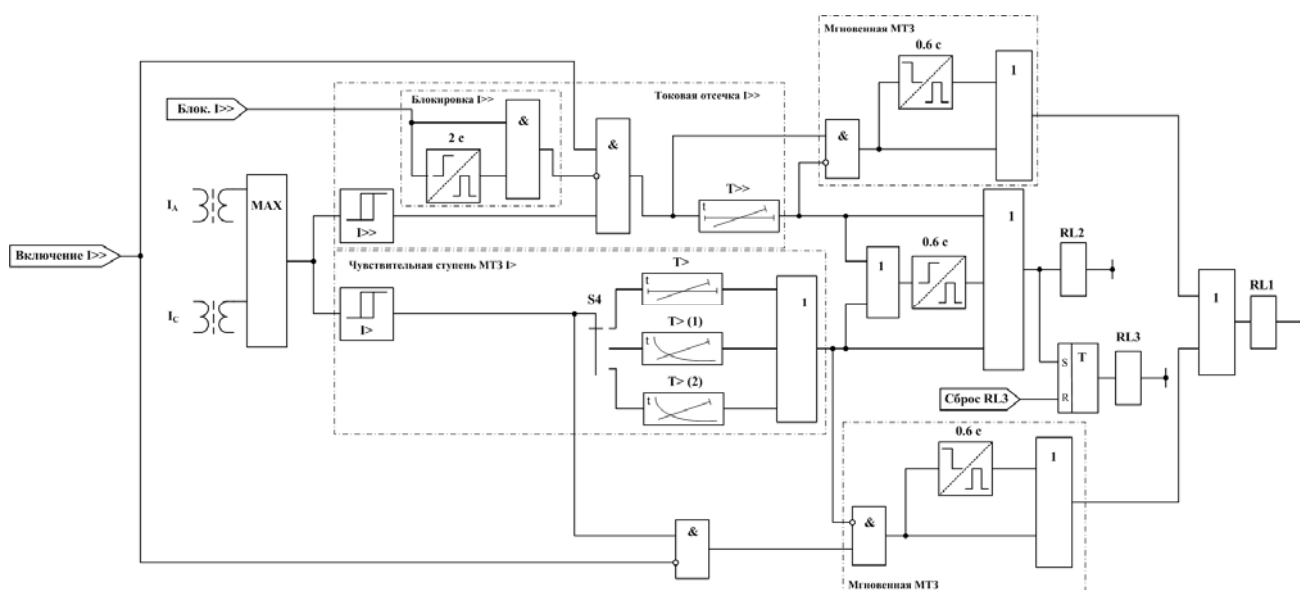 Мгновенная МТЗ
0.6 с
1
Токовая отсечка I>>
Блокировка I>>
Блок. I>>
&
2 с
&
&
T>>
t
I_A
MAX
I>>
Включение I>>
Чувствительная ступень МТЗ I>
T>
t
S4
1
1
0.6 с
1
RL2
1
RL1
I_C
I>
T> (1)
t
T> (2)
t
S
T
R
RL3
Сброс RL3
0.6 с
1
&
&
Мгновенная МТЗ